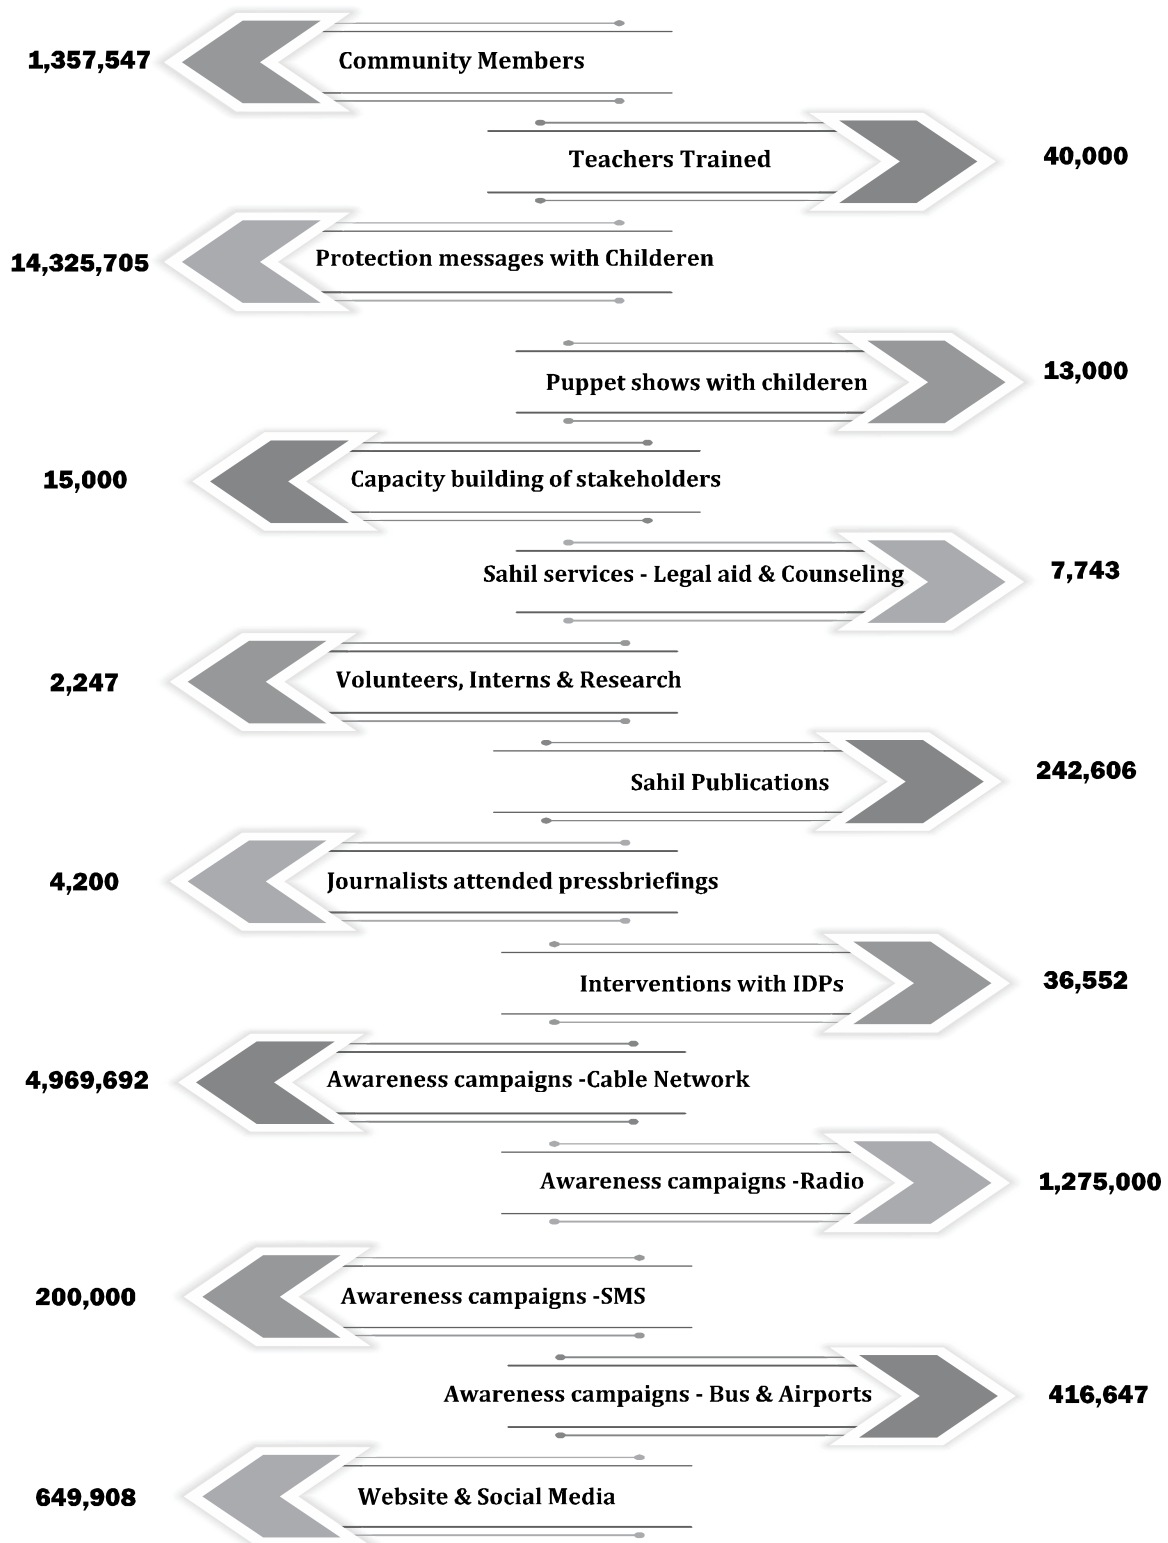 1,357,547
Community Members
Teachers Trained
40,000
14,325,705
Protection messages with Childeren
Puppet shows with childeren
13,000
15,000
Capacity building of stakeholders
Sahil services - Legal aid & Counseling
7,743
2,247
Volunteers, Interns & Research
Sahil Publications
242,606
4,200
Journalists attended pressbriefings
Interventions with IDPs
36,552
4,969,692
Awareness campaigns -Cable Network
Awareness campaigns -Radio
1,275,000
200,000
Awareness campaigns -SMS
Awareness campaigns - Bus & Airports
416,647
649,908
Website & Social Media